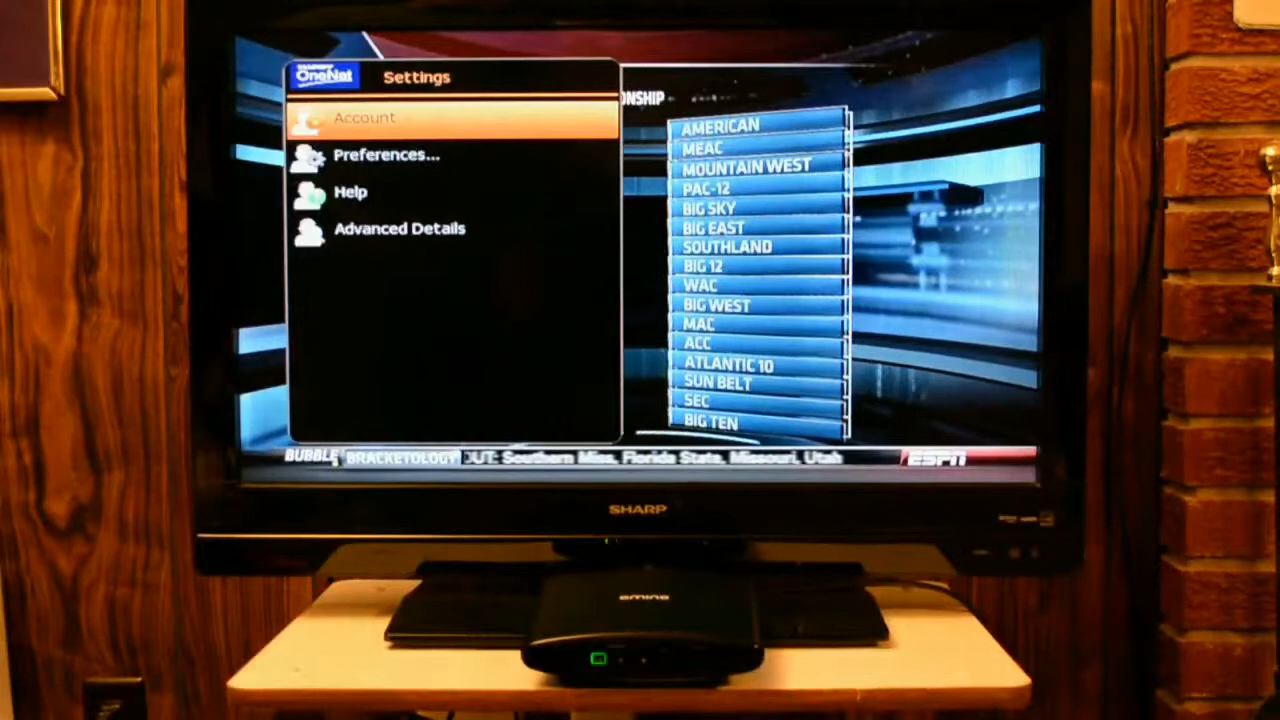 OneNet
Settings
Account
Preferences...
Help
Advanced Details
ONSHIP
AMERICAN
MEAC
MOUNTAIN WEST
PAC-12
BIG SKY
BIG EAST
SOUTHLAND
BIG 12
WAC
BIG WEST
MAC
ACC
ATLANTIC 10
SUN BELT
SEC
BIG TEN
BUBBLE BRACKETOLOGY OUT: Southern Miss, Florida State, Missouri, Utah ESPN
SHARP
amino